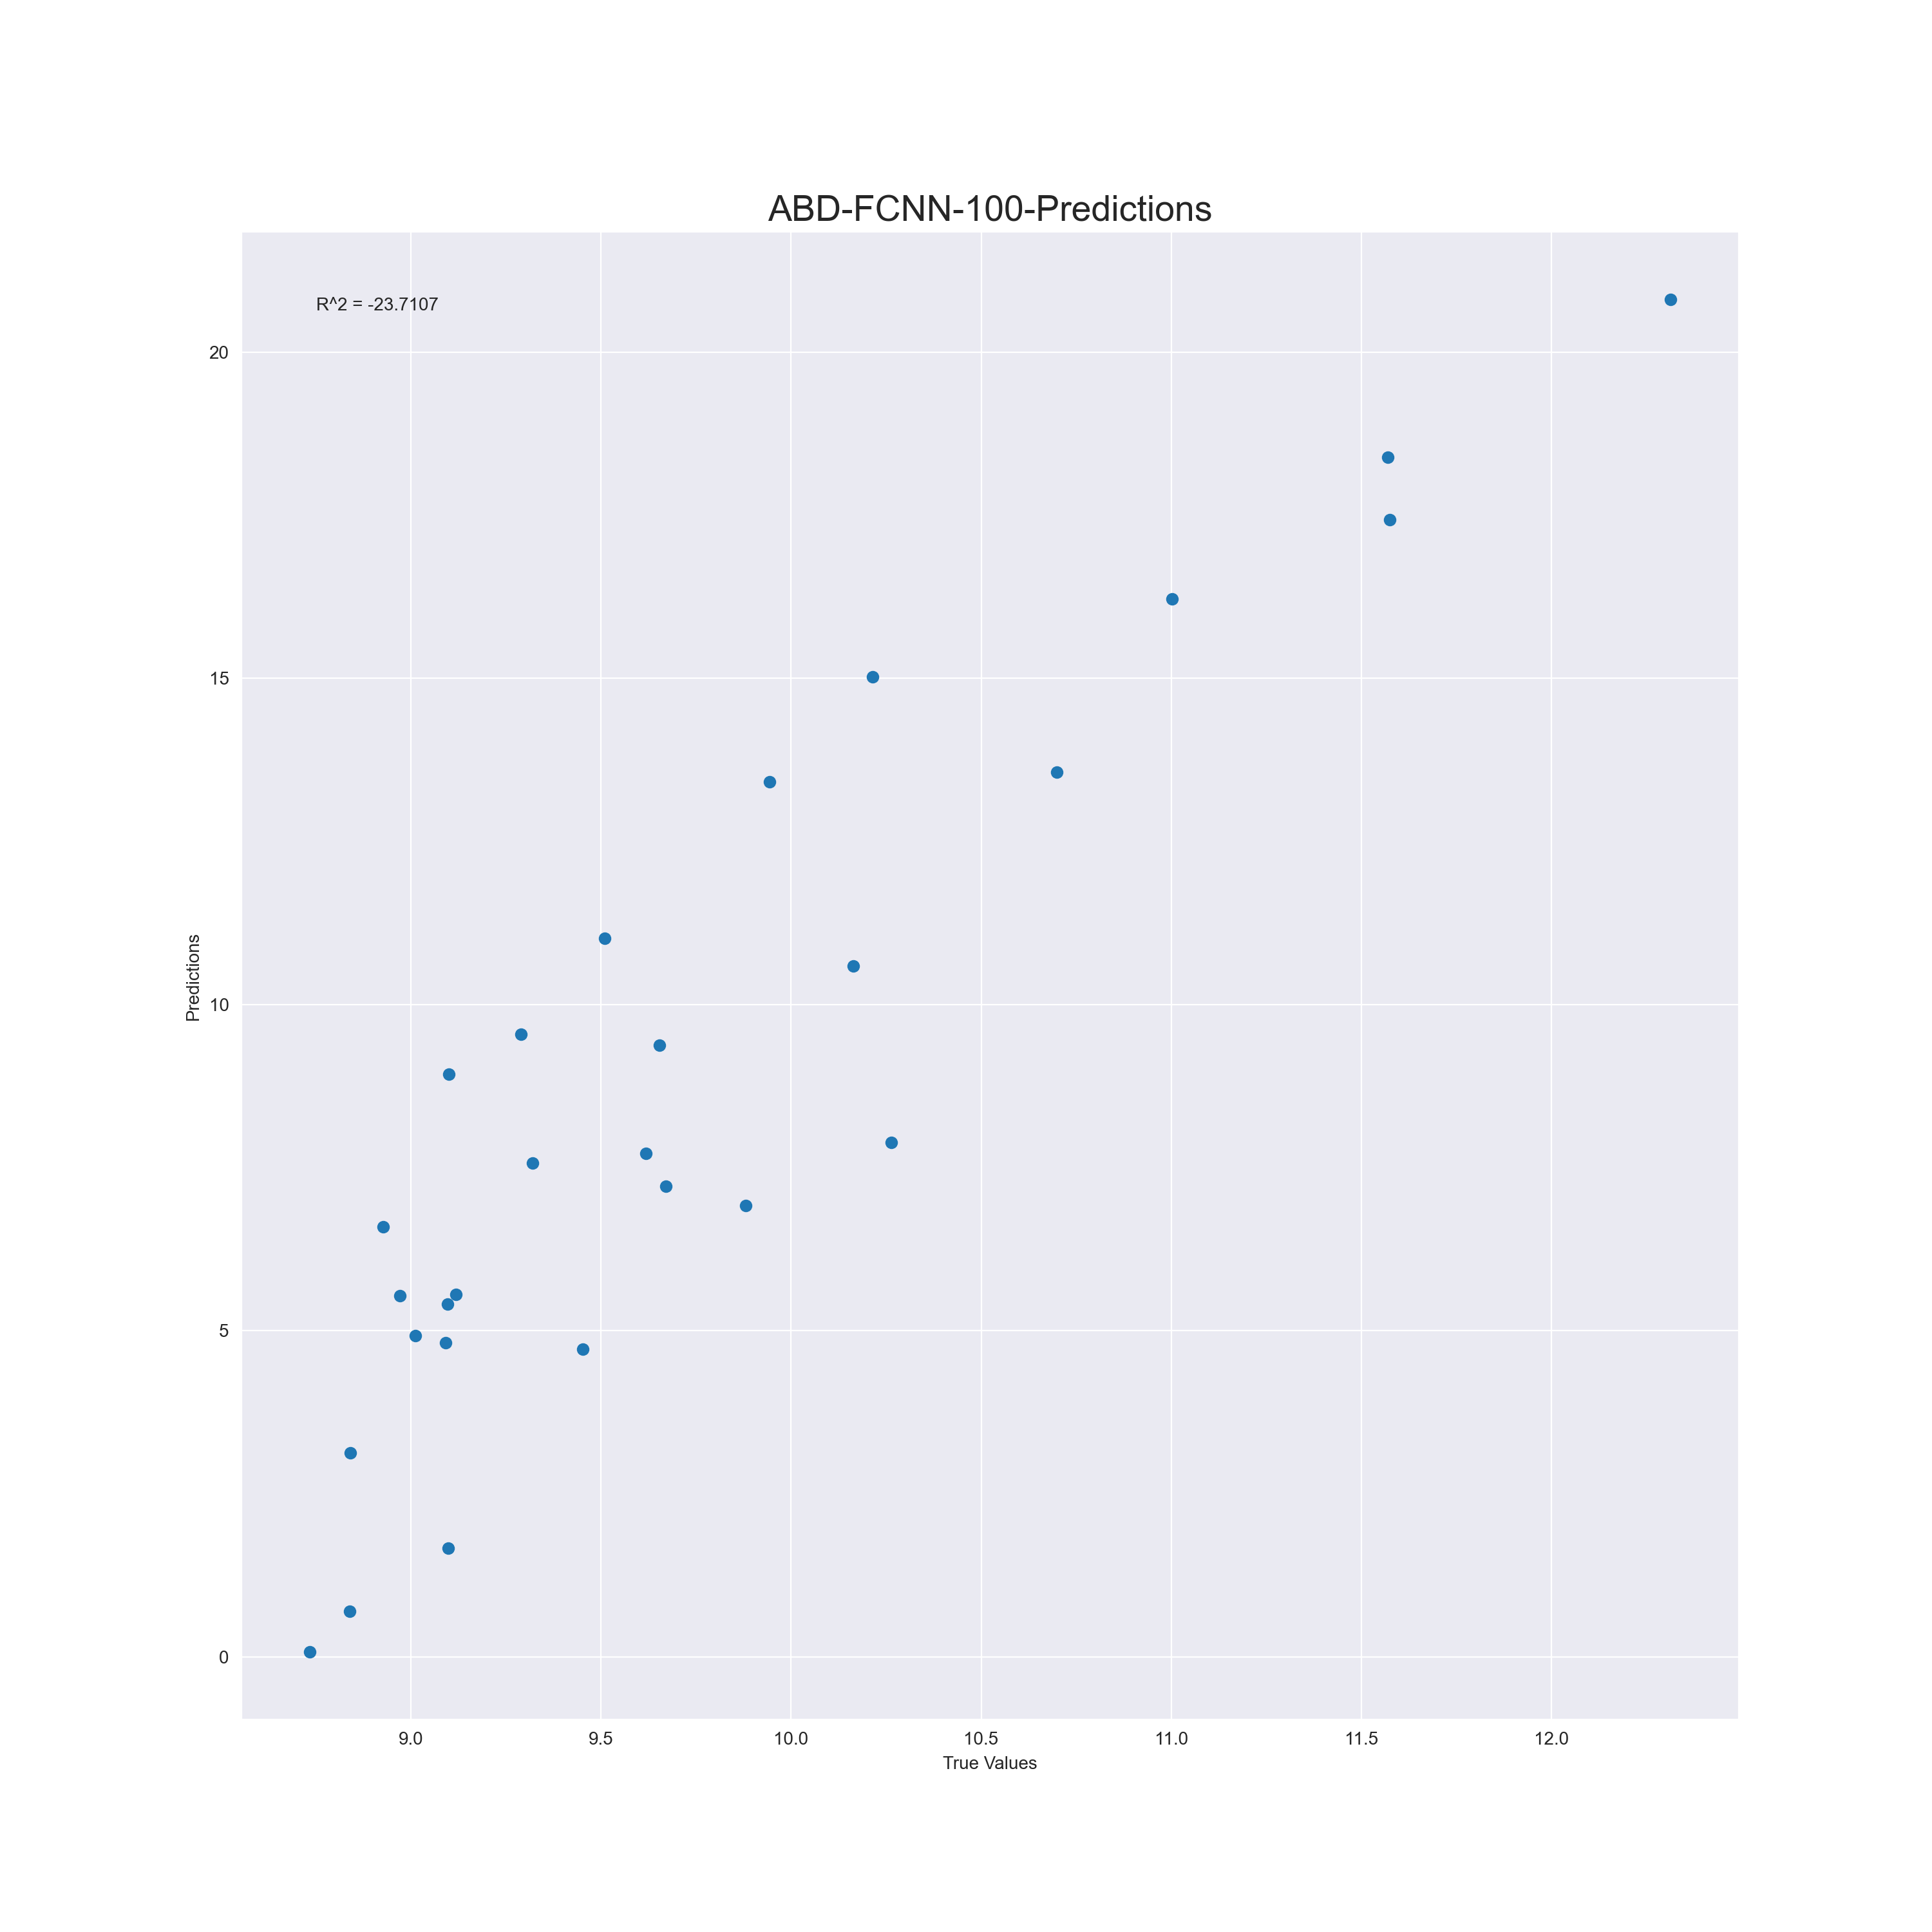 ABD-FCNN-100-Predictions
R^2 = -23.7107
20
15
10
5
0
Predictions
9.0 9.5 10.0 10.5 11.0 11.5 12.0
True Values